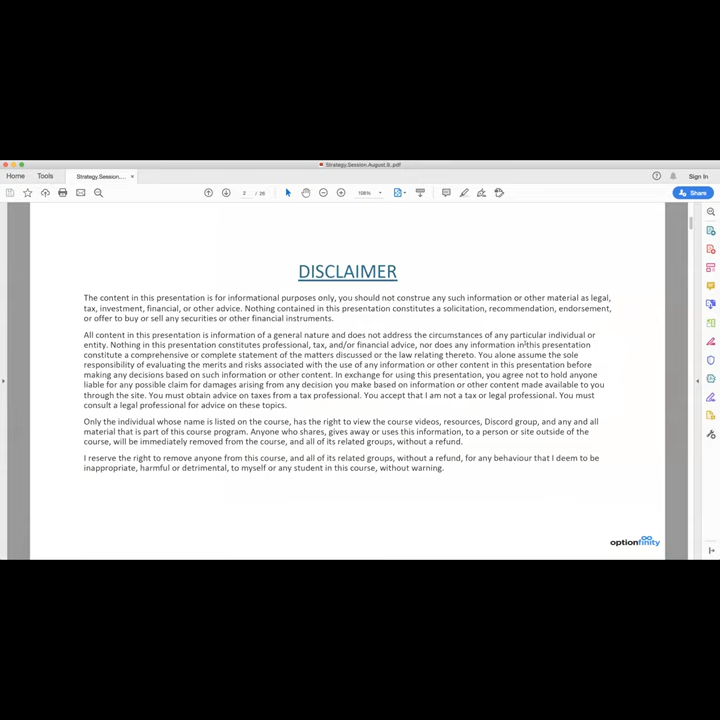 Strategy.Session.August.9..pdf
Home Tools Strategy.Session.... × Sign In
2 / 26 158% Share
DISCLAIMER
The content in this presentation is for informational purposes only, you should not construe any such information or other material as legal,
tax, investment, financial, or other advice. Nothing contained in this presentation constitutes a solicitation, recommendation, endorsement,
or offer to buy or sell any securities or other financial instruments.
All content in this presentation is information of a general nature and does not address the circumstances of any particular individual or
entity. Nothing in this presentation constitutes professional, tax, and/or financial advice, nor does any information in this presentation
constitute a comprehensive or complete statement of the matters discussed or the law relating thereto. You alone assume the sole
responsibility of evaluating the merits and risks associated with the use of any information or other content in this presentation before
making any decisions based on such information or other content. In exchange for using this presentation, you agree not to hold anyone
liable for any possible claim for damages arising from any decision you make based on information or other content made available to you
through the site. You must obtain advice on taxes from a tax professional. You accept that I am not a tax or legal professional. You must
consult a legal professional for advice on these topics.
Only the individual whose name is listed on the course, has the right to view the course videos, resources, Discord group, and any and all
material that is part of this course program. Anyone who shares, gives away or uses this information, to a person or site outside of the
course, will be immediately removed from the course, and all of its related groups, without a refund.
I reserve the right to remove anyone from this course, and all of its related groups, without a refund, for any behaviour that I deem to be
inappropriate, harmful or detrimental, to myself or any student in this course, without warning.
optionfinity